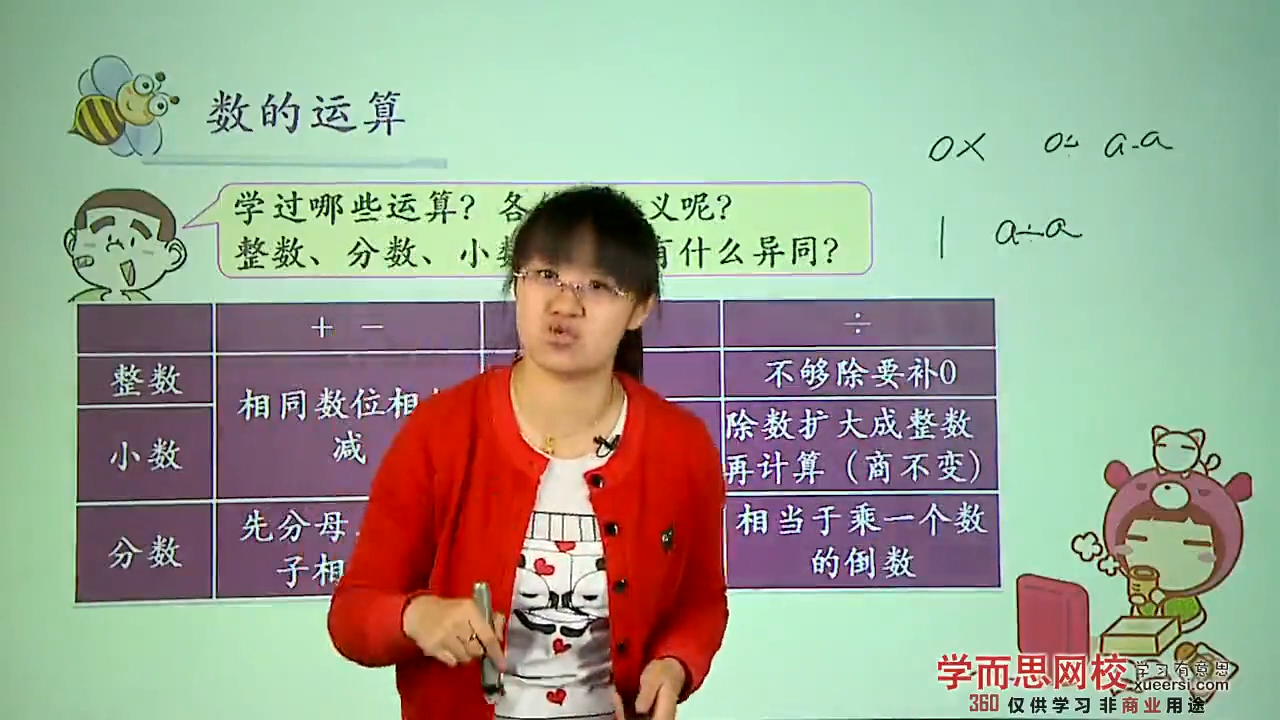 数的运算
0× 0÷ a-a
学过哪些运算? 各 义呢?
1 a÷a
整数、分数、小数 有什么异同?
+ − ÷
整数 不够除要补0
相同数位相 减
小数 除数扩大成整数
再计算（商不变）
分数 先分母 子相 相当于乘一个数
的倒数
学而思网校 学习有意思
xueersi.com
360 仅供学习 非商业用途